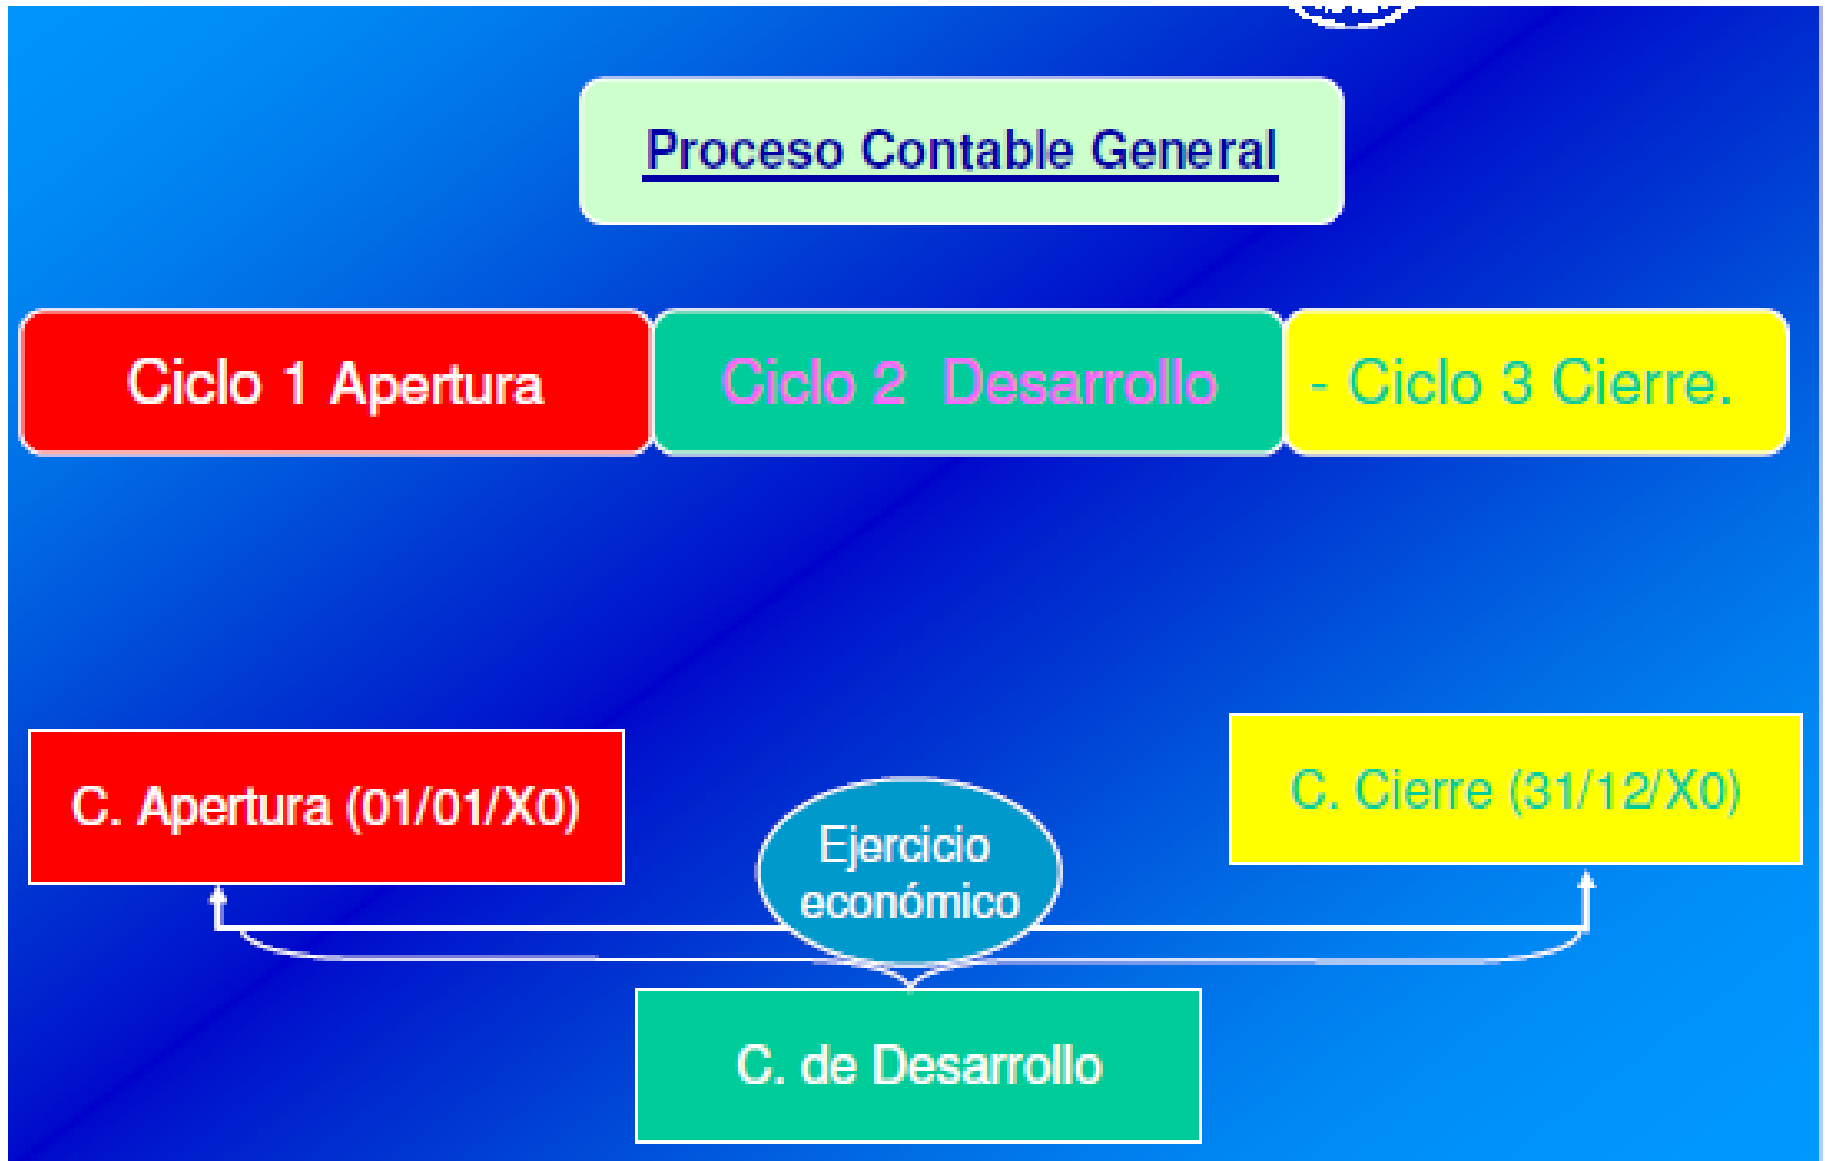 Proceso Contable General
Ciclo 1 Apertura
Ciclo 2 Desarrollo
- Ciclo 3 Cierre.
C. Apertura (01/01/X0)
C. Cierre (31/12/X0)
Ejercicio
económico
C. de Desarrollo